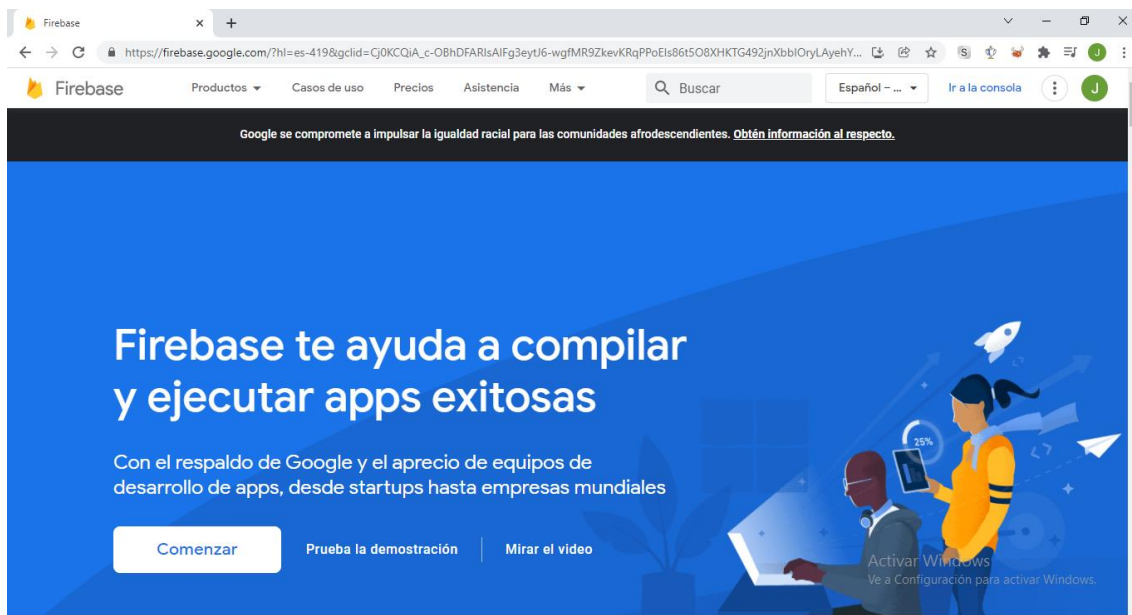 Firebase
https://firebase.google.com/?hl=es-419&gclid=Cj0KCQiA_c-OBhDFARIsAIFg3eytJ6-wgfMR9ZkevKRqPPoEIs86t5O8XHKTG492jnXbbIOryLAyehY...
S
J
Firebase
Productos
Casos de uso
Precios
Asistencia
Más
Buscar
Español – ...
Ir a la consola
J
Google se compromete a impulsar la igualdad racial para las comunidades afrodescendientes. Obtén información al respecto.
Firebase te ayuda a compilar
y ejecutar apps exitosas
Con el respaldo de Google y el aprecio de equipos de
desarrollo de apps, desde startups hasta empresas mundiales
25%
Comenzar
Prueba la demostración
Mirar el video
Activar Windows
Ve a Configuración para activar Windows.